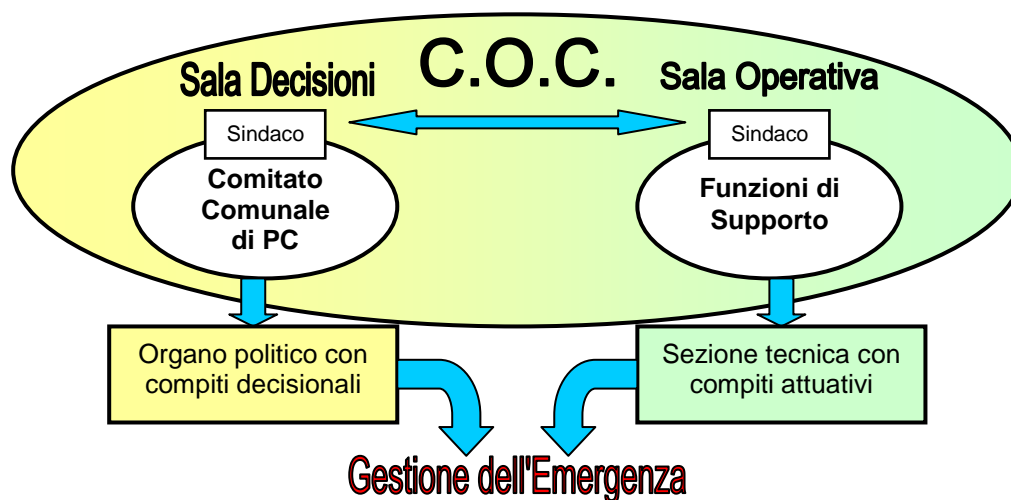 C.O.C.
Sala Decisioni
Sala Operativa
Sindaco
Sindaco
Comitato
Comunale
di PC
Funzioni di
Supporto
Organo politico con
compiti decisionali
Sezione tecnica con
compiti attuativi
Gestione dell'Emergenza